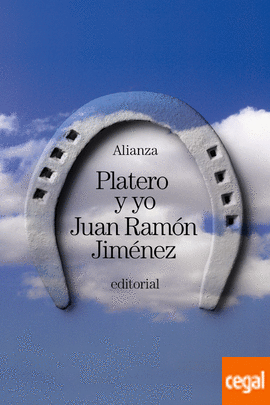 Alianza
Platero
y yo
Juan Ramón
Jiménez
editorial
cegal